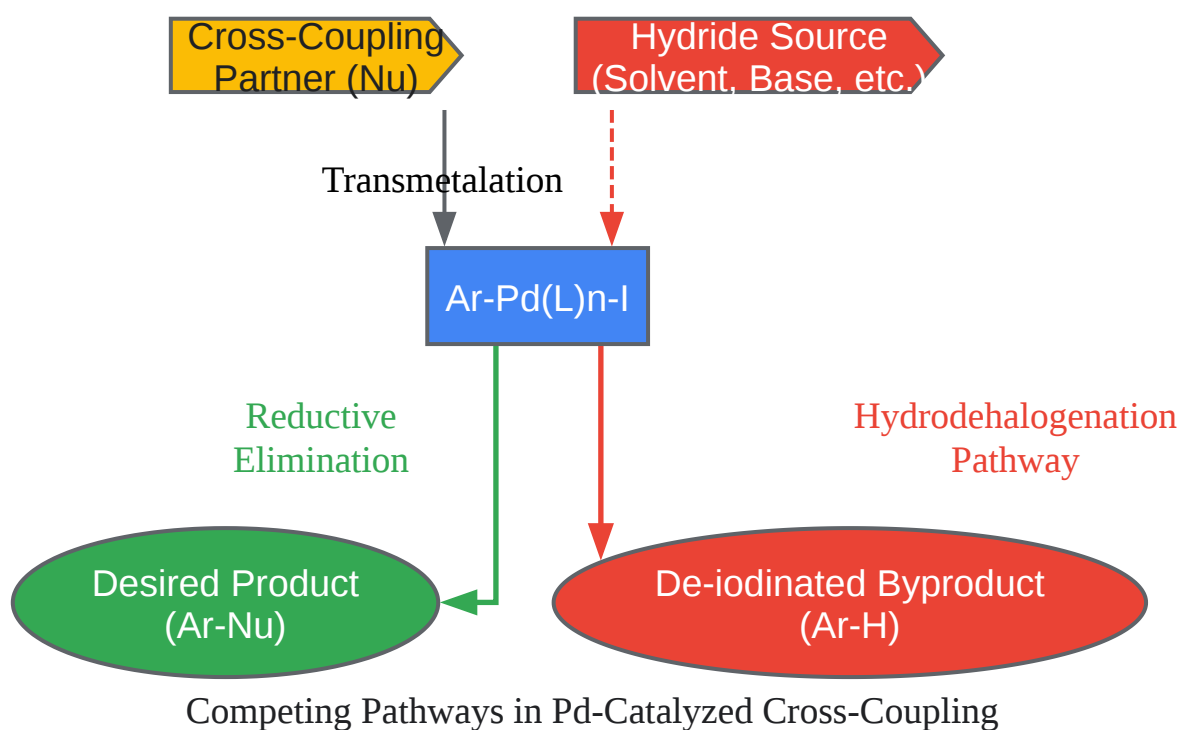 Cross-Coupling
Partner (Nu)
Hydride Source
(Solvent, Base, etc.)
Transmetalation
Ar-Pd(L)n-I
Reductive
Elimination
Hydrodehalogenation
Pathway
Desired Product
(Ar-Nu)
De-iodinated Byproduct
(Ar-H)
Competing Pathways in Pd-Catalyzed Cross-Coupling